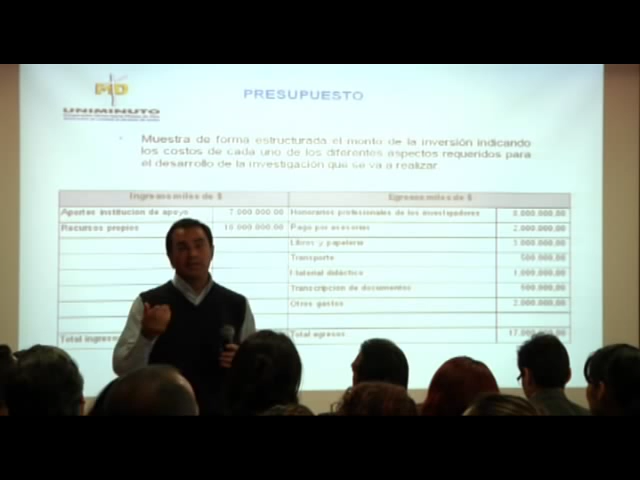 UNIMINUTO
PRESUPUESTO
Muestra de forma estructurada el monto de la inversión indicando
los costos de cada uno de los diferentes aspectos requeridos para
el desarrollo de la investigación que se va a realizar.
Ingresos miles de $ Egresos miles de $
Aportes institución de apoyo 7.000.000.00 Honorarios profesionales de los investigadores 8.000.000,00
Recursos propios 10.000.000.00 Pago por asesorías 2.000.000,00
Libros y papelería 3.000.000,00
Transporte 500.000,00
Material didáctico 1.000.000,00
Transcripción de documentos 500.000,00
Otros gastos 2.000.000,00
Total Total egresos 17.000.000,00